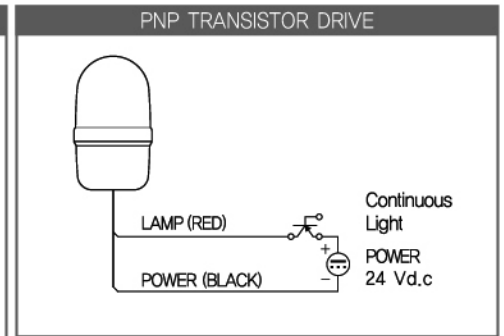 PNP TRANSISTOR DRIVE
LAMP (RED)
Continuous
Light
+
POWER
24 Vd.c
−
POWER (BLACK)